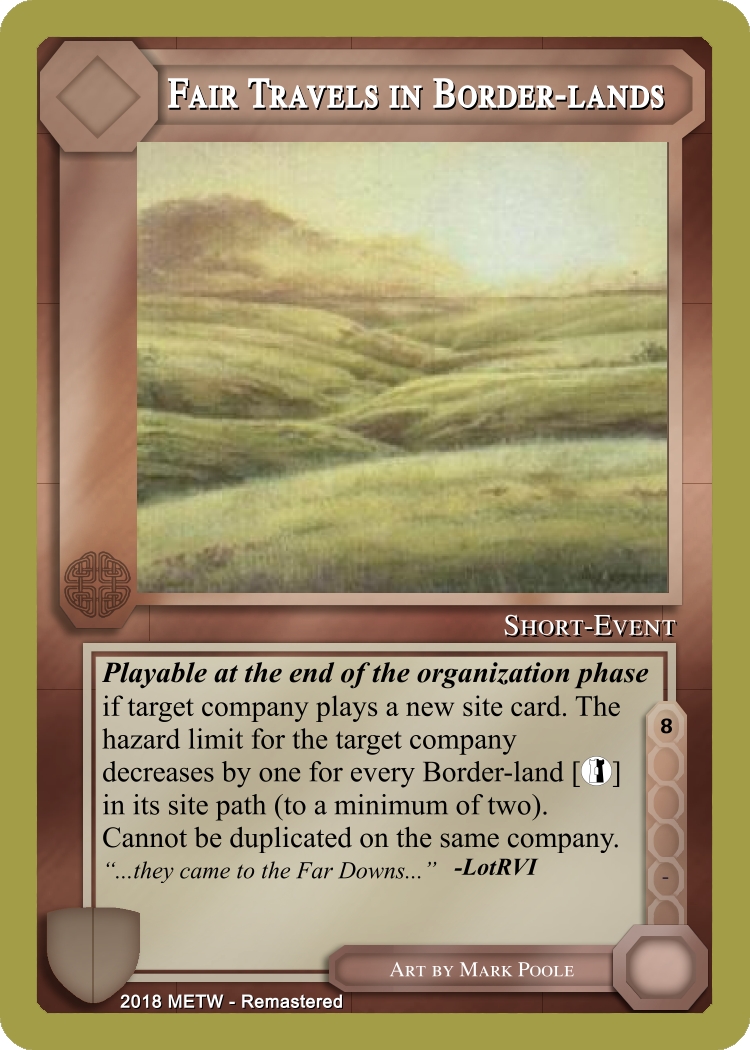 Fair Travels in Border-lands
Short-Event
Playable at the end of the organization phase
if target company plays a new site card. The
hazard limit for the target company
decreases by one for every Border-land [ ]
in its site path (to a minimum of two).
Cannot be duplicated on the same company.
“...they came to the Far Downs...” -LotRVI
8
-
Art by Mark Poole
2018 METW - Remastered